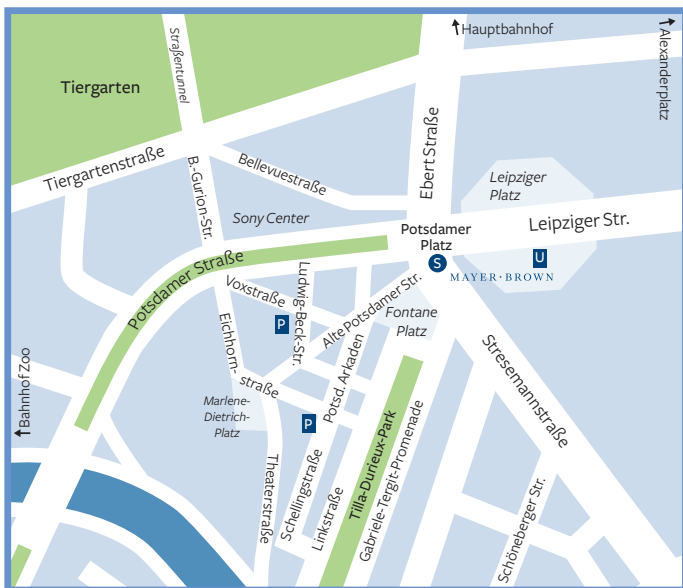 Hauptbahnhof
Alexanderplatz
Straßentunnel
Tiergarten
Ebert Straße
Tiergartenstraße
B.-Gurion-Str.
Bellevuestraße
Leipziger
Platz
Sony Center
Leipziger Str.
Potsdamer
Platz
S
U
MAYER·BROWN
Potsdamer Straße
Voxstraße
Ludwig-Beck-Str.
Alte Potsdamer Str.
Fontane
Platz
P
Eichhorn-
straße
Potsd. Arkaden
Stresemannstraße
Bahnhof Zoo
Marlene-
Dietrich-
Platz
P
Theaterstraße
Schellingstraße
Linkstraße
Tilla-Durieux-Park
Gabriele-Tergit-Promenade
Schöneberger Str.